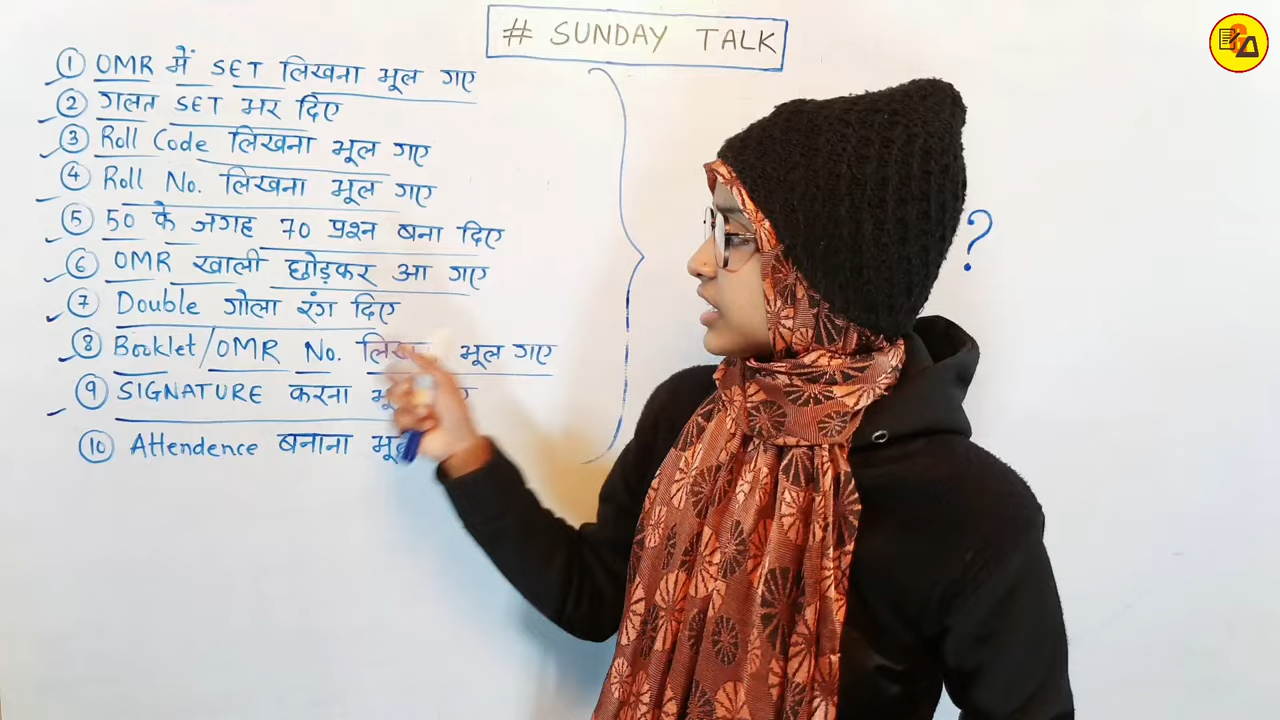 # SUNDAY TALK
① OMR में SET लिखना भूल गए
② गलत SET भर दिए
③ Roll Code लिखना भूल गए
④ Roll No. लिखना भूल गए
⑤ 50 के जगह 70 प्रश्न बना दिए
⑥ OMR खाली छोड़कर आ गए
⑦ Double गोला रंग दिए
⑧ Booklet/OMR No. भूल गए
⑨ SIGNATURE करना
⑩ Attendence बनाना
?